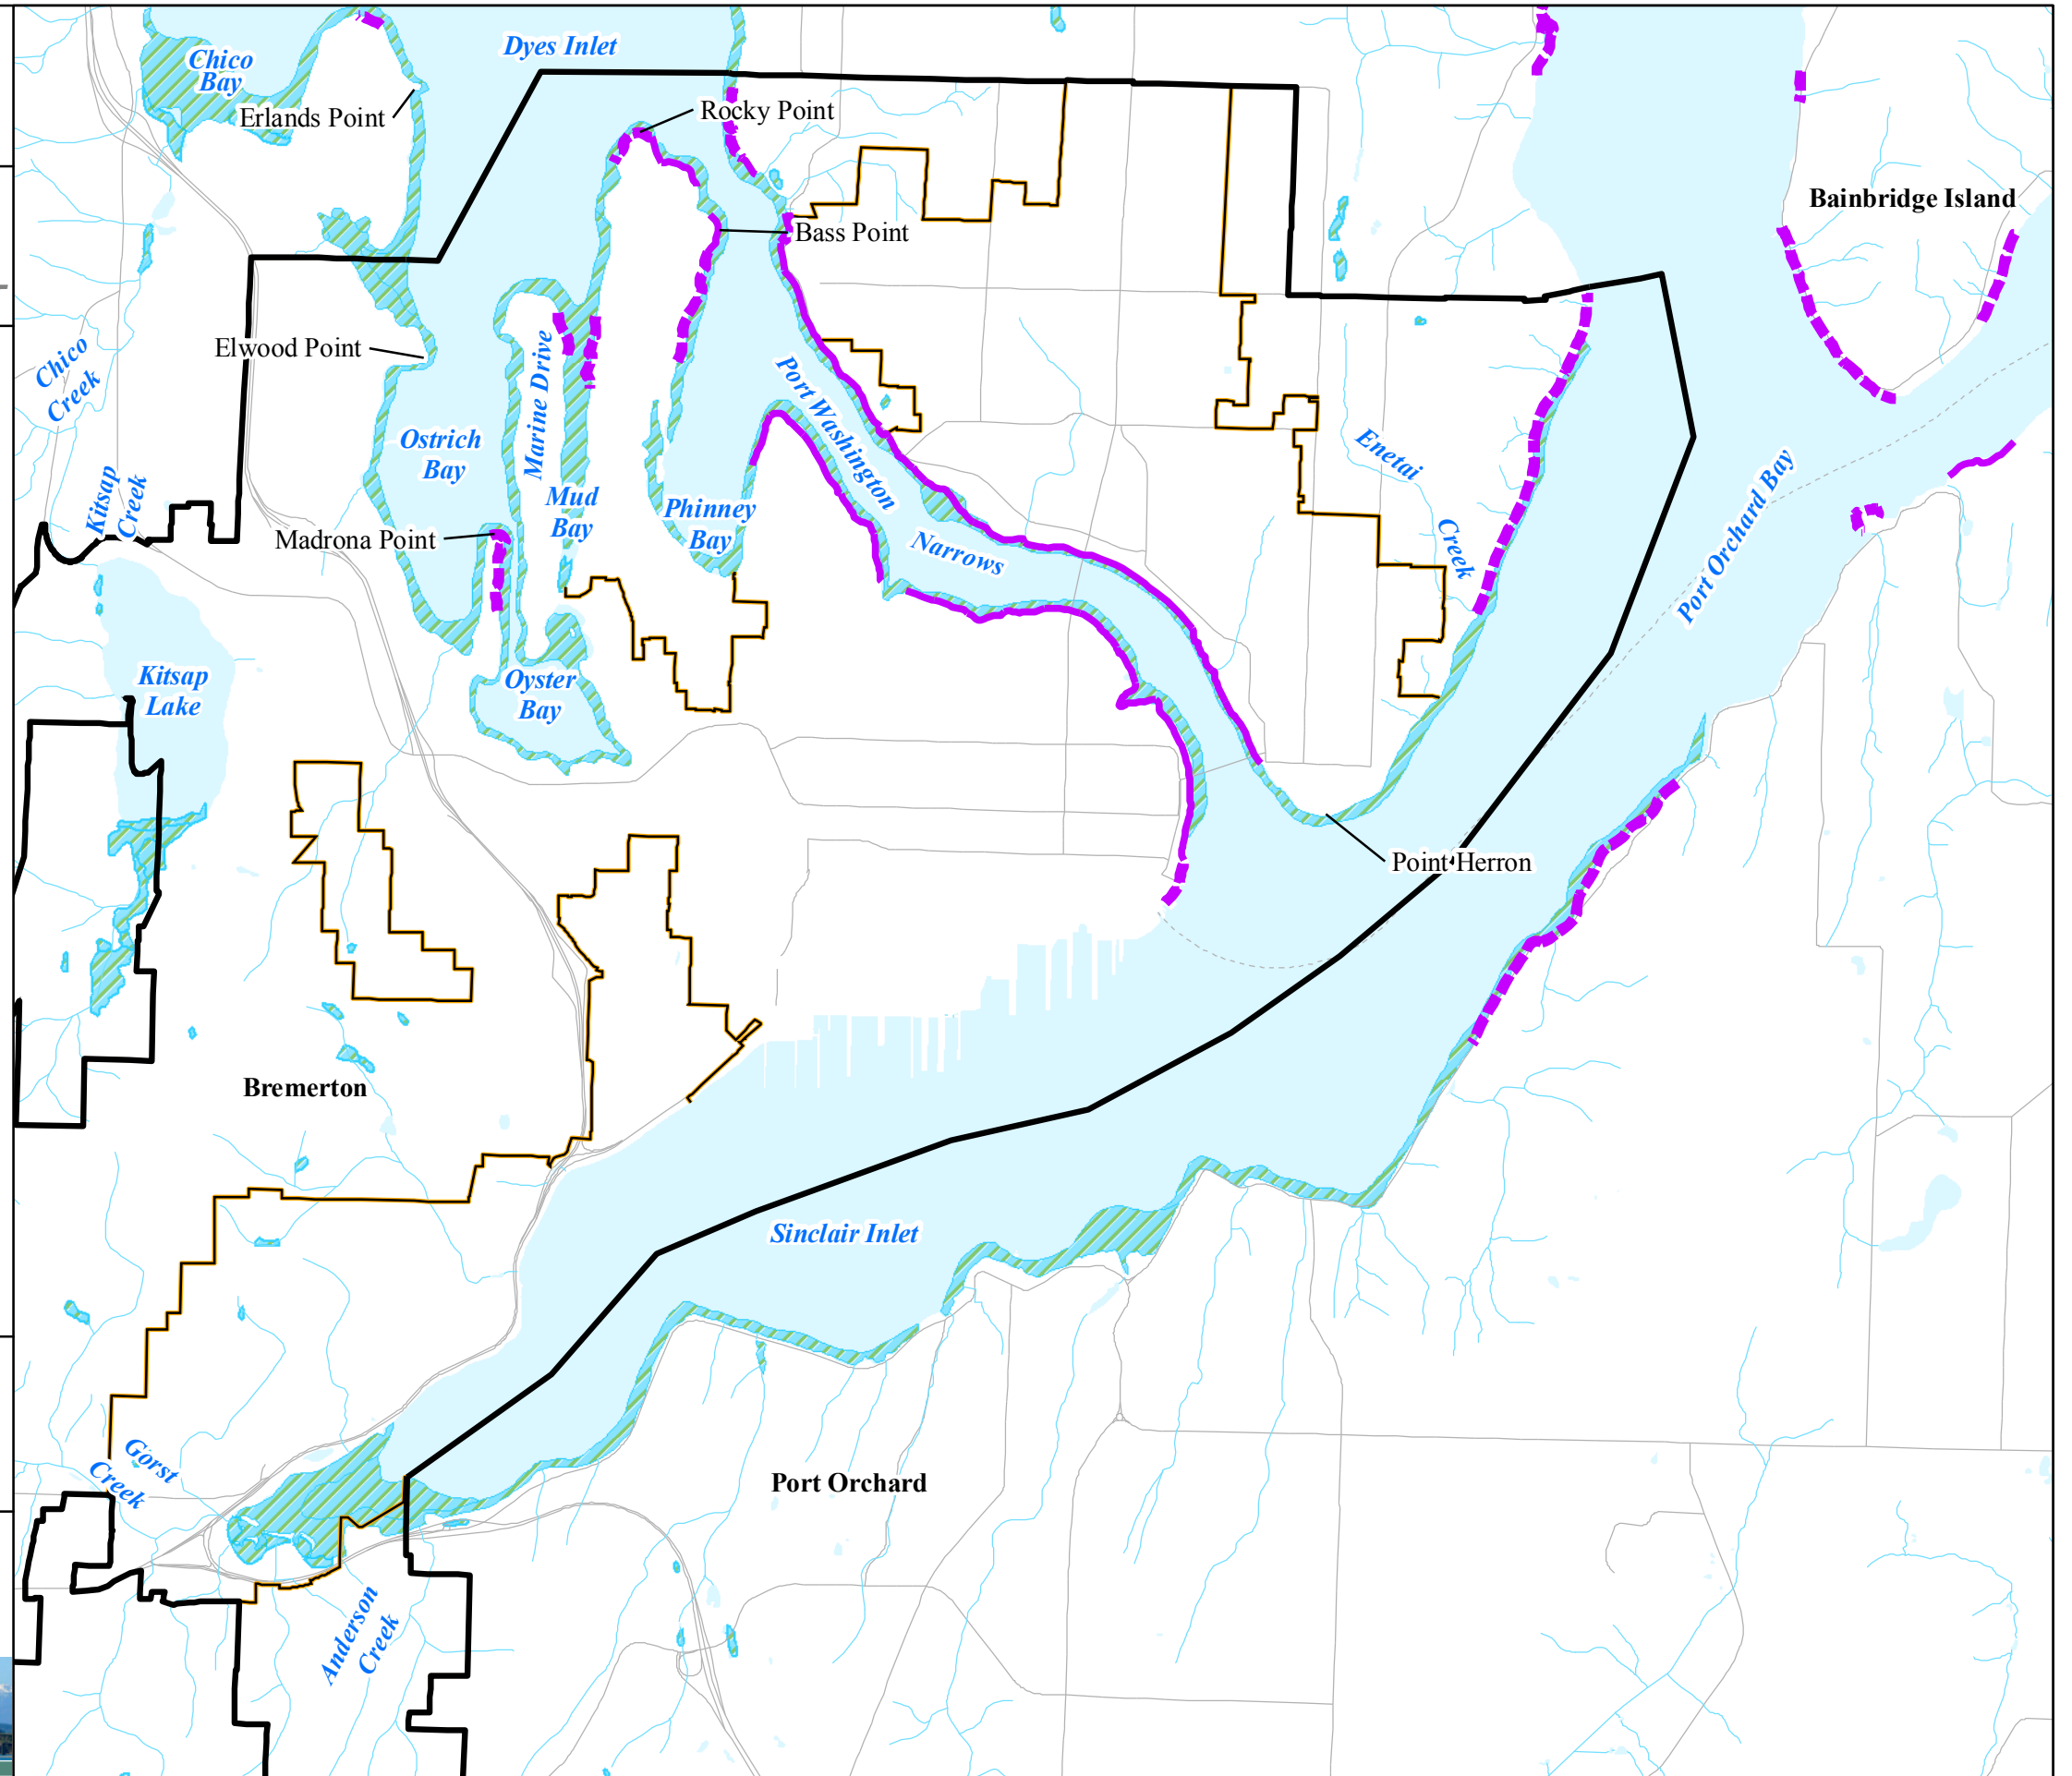 Dyes Inlet
Chico
Bay
Rocky Point
Erlands Point
Bainbridge Island
Bass Point
Elwood Point
Chico
Creek
Marine Drive
Port Washington
Narrows
Ostrich
Bay
Enetai
Creek
Kitsap
Creek
Mud
Bay
Phinney
Bay
Port Orchard Bay
Madrona Point
Kitsap
Lake
Oyster
Bay
Point Herron
Bremerton
Sinclair Inlet
Gorst
Creek
Port Orchard
Anderson
Creek